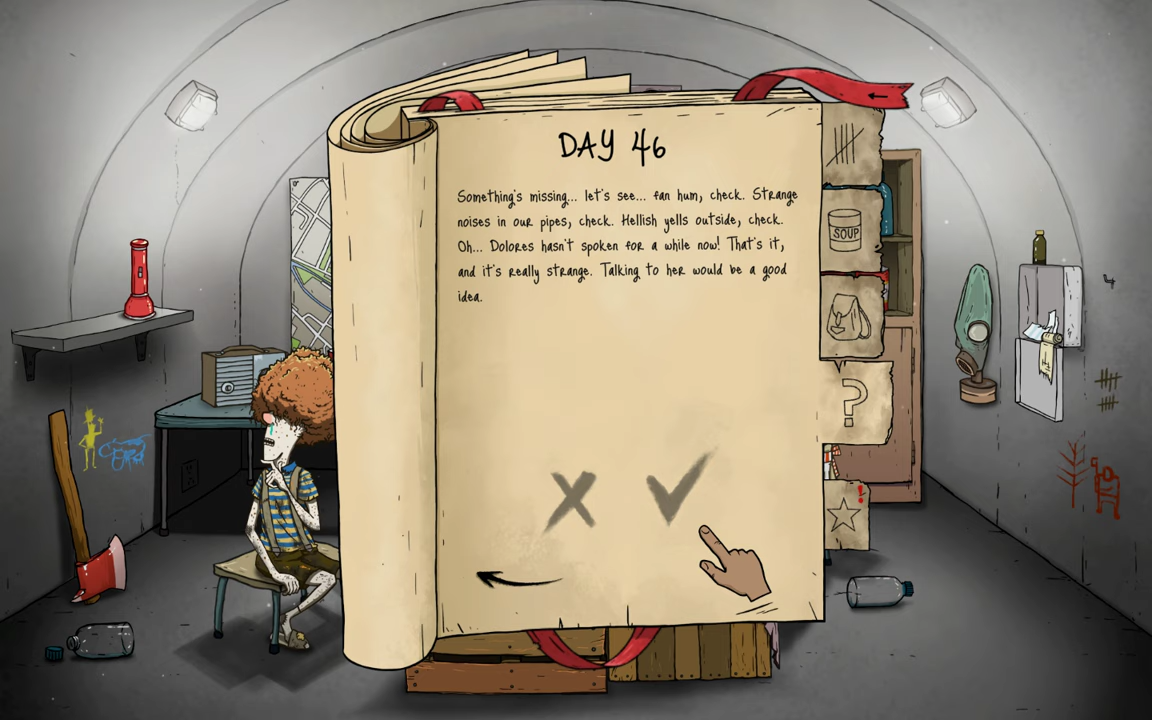 DAY 46
Something's missing... let's see... fan hum, check. Strange
noises in our pipes, check. Hellish yells outside, check.
Oh... Dolores hasn't spoken for a while now! That's it,
and it's really strange. Talking to her would be a good
idea.
SOUP